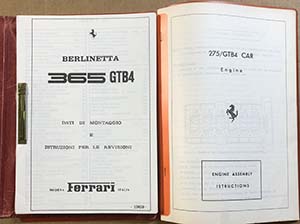 BERLINETTA
365 GTB4
DATI DI MONTAGGIO
E
ISTRUZIONI PER LE REVISIONI
MODENA Ferrari ITALIA
275/GTB4 CAR
Engine
ENGINE ASSEMBLY
ISTRUCTIONS